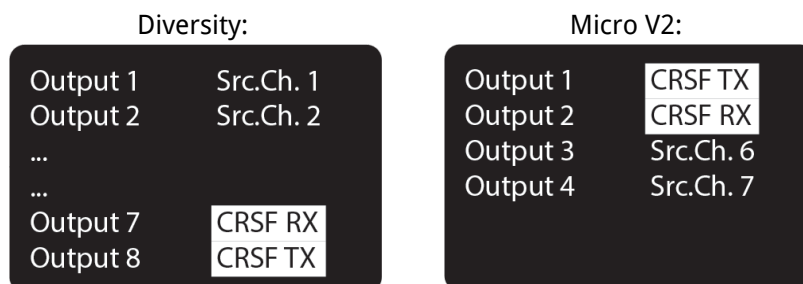 Diversity:
Output 1 Src.Ch. 1
Output 2 Src.Ch. 2
...
...
Output 7 CRSF RX
Output 8 CRSF TX
Micro V2:
Output 1 CRSF TX
Output 2 CRSF RX
Output 3 Src.Ch. 6
Output 4 Src.Ch. 7